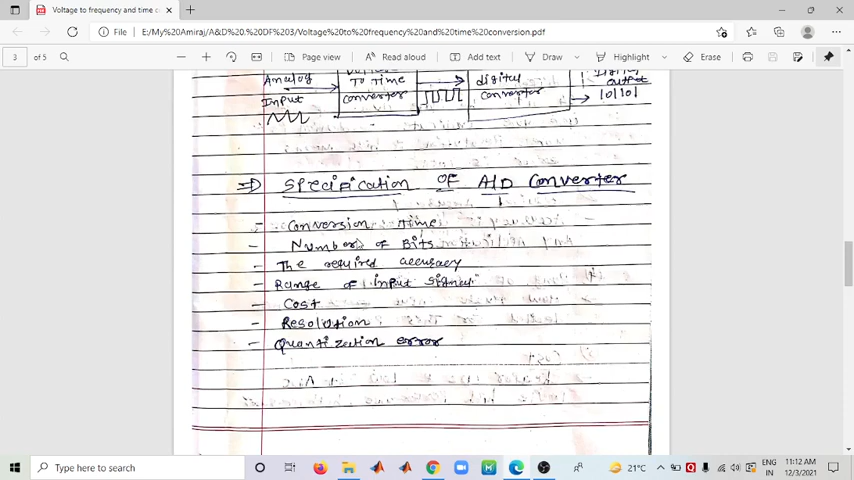 Voltage to frequency and time c
File
E:/My%20Amiraj/A&D%20.%20DF%203/Voltage%20to%20frequency%20and%20time%20conversion.pdf
3 of 5
Page view
Read aloud
Add text
Draw
Highlight
Erase
Analog
Input
To Time
converter
digital
converter
output
101101
⇒ Specification OF A/D Converter
- Conversion Time
- Number of Bits
- The required accuracy
- Range of input signal
- Cost
- Resolution
- Quantization error
Type here to search
21°C
ENG
IN
11:12 AM
12/3/2021